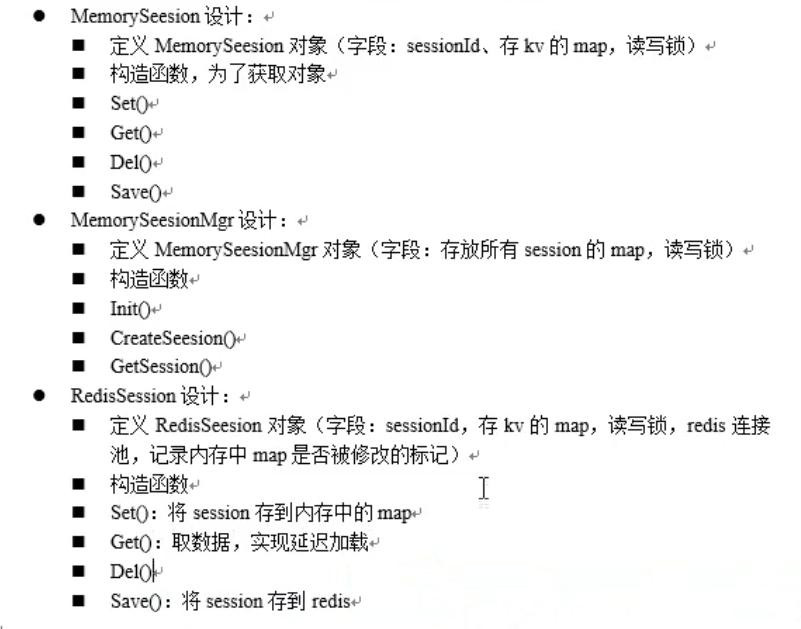 ● MemorySeesion 设计：
■ 定义 MemorySeesion 对象（字段：sessionId、存 kv 的 map，读写锁）
■ 构造函数，为了获取对象
■ Set()
■ Get()
■ Del()
■ Save()
● MemorySeesionMgr 设计：
■ 定义 MemorySeesionMgr 对象（字段：存放所有 session 的 map，读写锁）
■ 构造函数
■ Init()
■ CreateSeesion()
■ GetSession()
● RedisSession 设计：
■ 定义 RedisSeesion 对象（字段：sessionId，存 kv 的 map，读写锁，redis 连接
池，记录内存中 map 是否被修改的标记）
■ 构造函数
■ Set()：将 session 存到内存中的 map
■ Get()：取数据，实现延迟加载
■ Del()
■ Save()：将 session 存到 redis